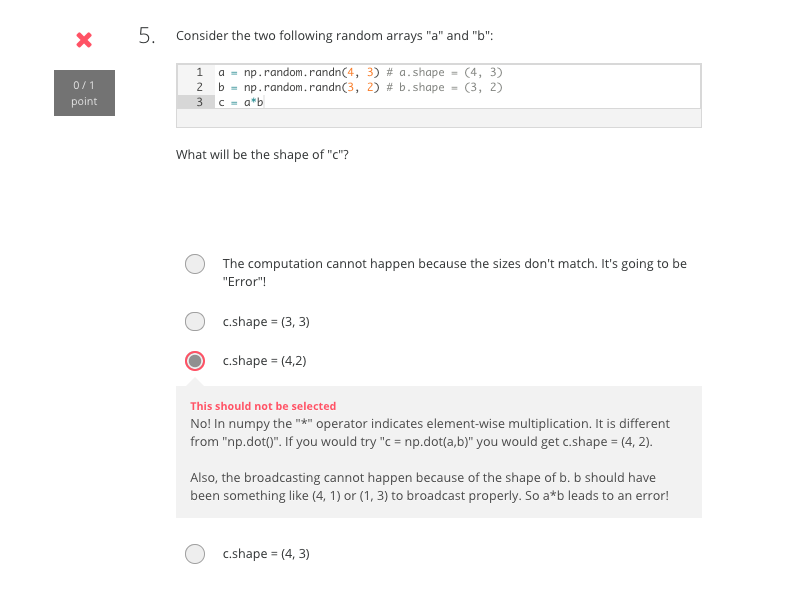 5. Consider the two following random arrays "a" and "b":
0 / 1
point
1 a = np.random.randn(4, 3) # a.shape = (4, 3)
2 b = np.random.randn(3, 2) # b.shape = (3, 2)
3 c = a*b
What will be the shape of "c"?
The computation cannot happen because the sizes don't match. It's going to be
"Error"!
c.shape = (3, 3)
c.shape = (4,2)
This should not be selected
No! In numpy the "*" operator indicates element-wise multiplication. It is different
from "np.dot()". If you would try "c = np.dot(a,b)" you would get c.shape = (4, 2).
Also, the broadcasting cannot happen because of the shape of b. b should have
been something like (4, 1) or (1, 3) to broadcast properly. So a*b leads to an error!
c.shape = (4, 3)